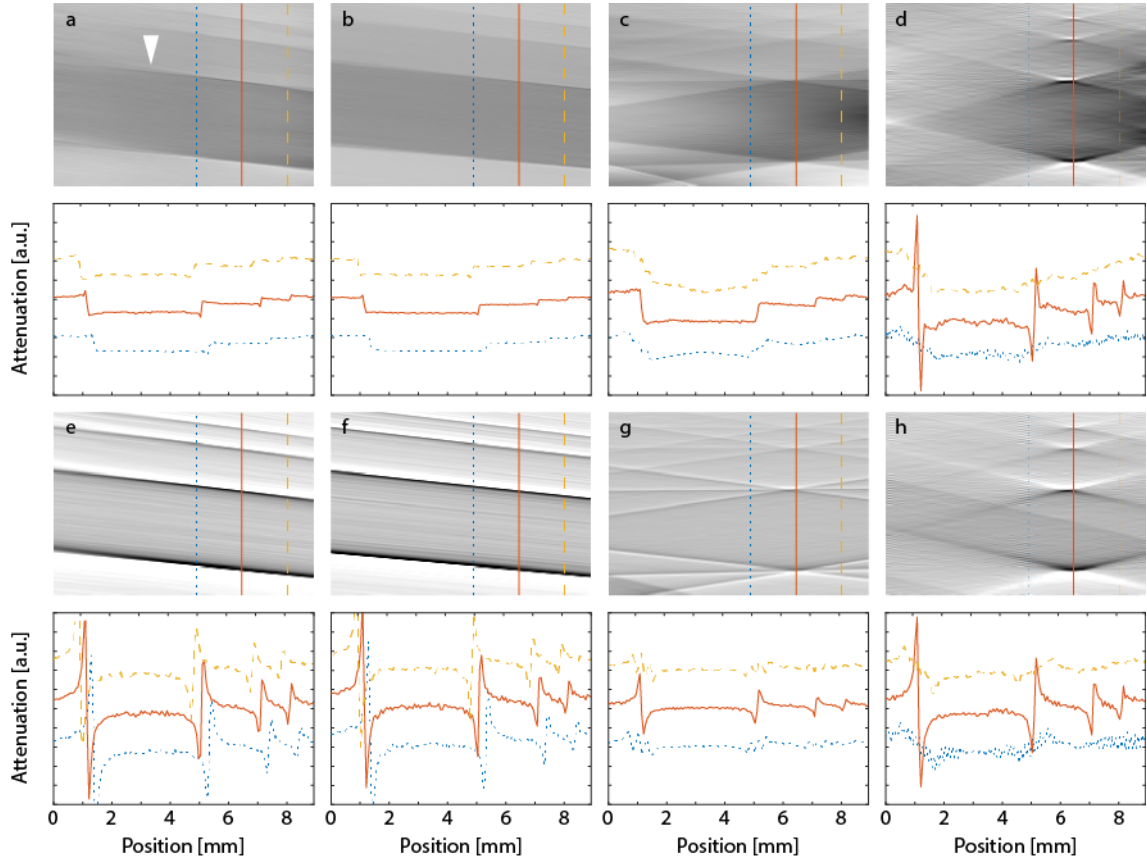 a b c d
Attenuation [a.u.]
e f g h
Attenuation [a.u.]
0 2 4 6 8 0 2 4 6 8 0 2 4 6 8 0 2 4 6 8
Position [mm] Position [mm] Position [mm] Position [mm]